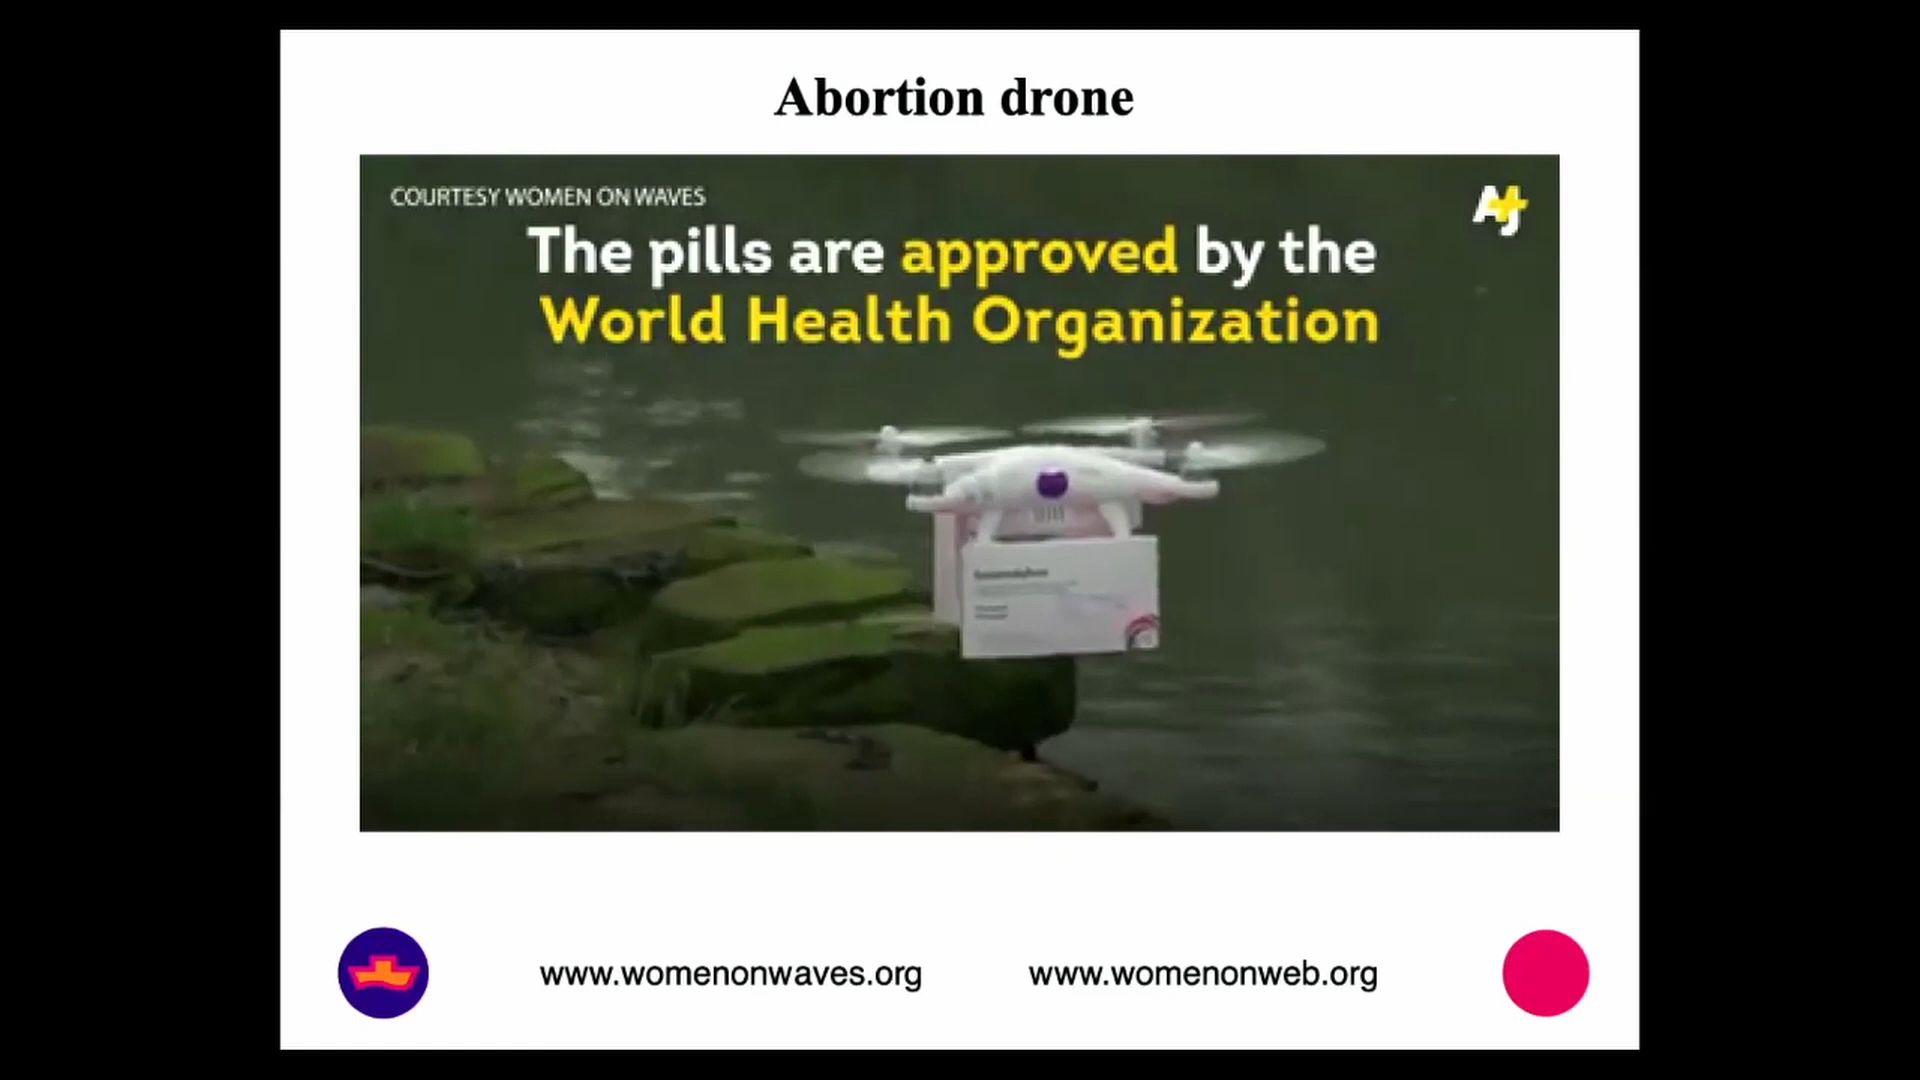 Abortion drone
COURTESY WOMEN ON WAVES
AJ+
The pills are approved by the
World Health Organization
www.womenonwaves.org
www.womenonweb.org